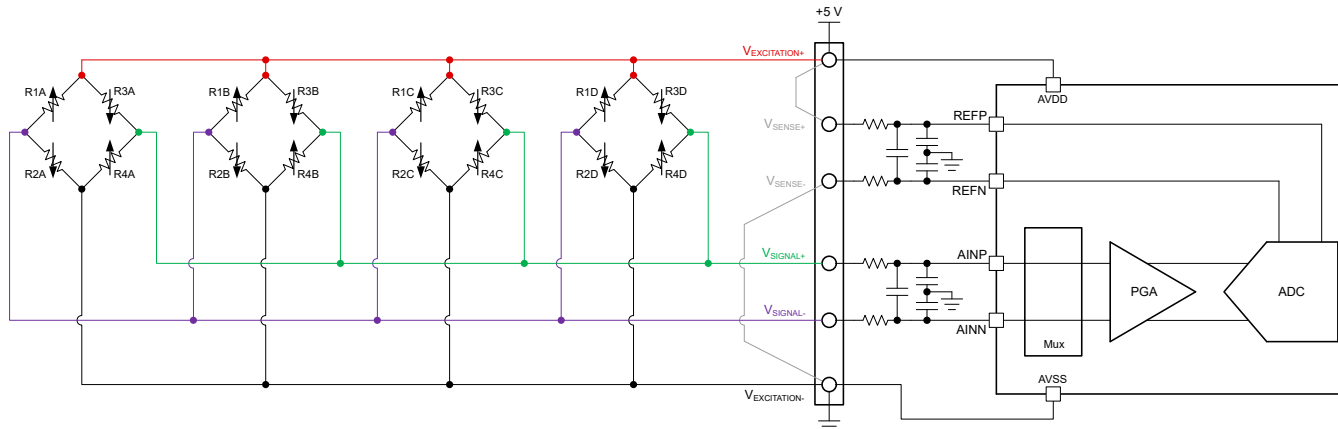 +5 V
VEXCITATION+
R1A
R3A
R1B
R3B
R1C
R3C
R1D
R3D
AVDD
REFP
VSENSE+
R2A
R4A
R2B
R4B
R2C
R4C
R2D
R4D
VSENSE-
REFN
VSIGNAL+
AINP
PGA
ADC
VSIGNAL-
AINN
Mux
AVSS
VEXCITATION-